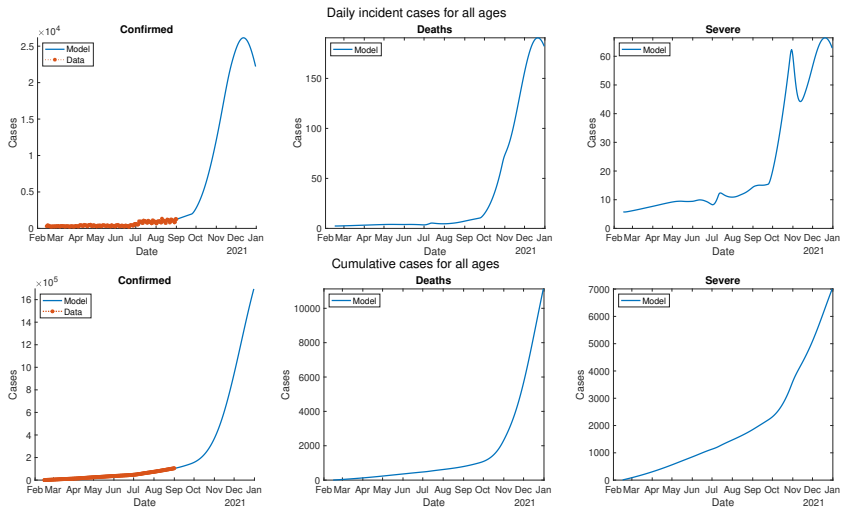 Daily incident cases for all ages
Confirmed
×10^4
Model
Data
2.5
2
1.5
1
0.5
0
Cases
Feb Mar Apr May Jun Jul Aug Sep Oct Nov Dec Jan
Date
2021
Deaths
Model
150
100
50
0
Cases
Feb Mar Apr May Jun Jul Aug Sep Oct Nov Dec Jan
Date
2021
Severe
Model
60
50
40
30
20
10
0
Cases
Feb Mar Apr May Jun Jul Aug Sep Oct Nov Dec Jan
Date
2021
Cumulative cases for all ages
Confirmed
×10^5
Model
Data
16
14
12
10
8
6
4
2
0
Cases
Feb Mar Apr May Jun Jul Aug Sep Oct Nov Dec Jan
Date
2021
Deaths
Model
10000
8000
6000
4000
2000
0
Cases
Feb Mar Apr May Jun Jul Aug Sep Oct Nov Dec Jan
Date
2021
Severe
Model
7000
6000
5000
4000
3000
2000
1000
0
Cases
Feb Mar Apr May Jun Jul Aug Sep Oct Nov Dec Jan
Date
2021